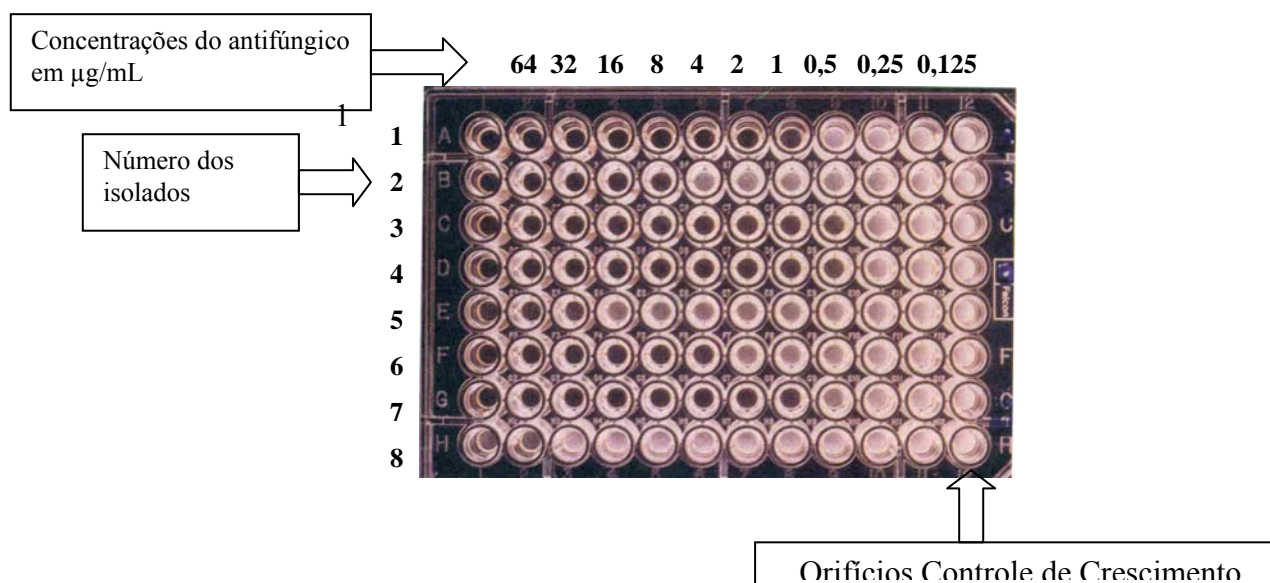 Concentrações do antifúngico
em µg/mL
1
64 32 16 8 4 2 1 0,5 0,25 0,125
Número dos
isolados
1
2
3
4
5
6
7
8
A
B
C
D
E
F
G
H
Falcon
Orifícios Controle de Crescimento